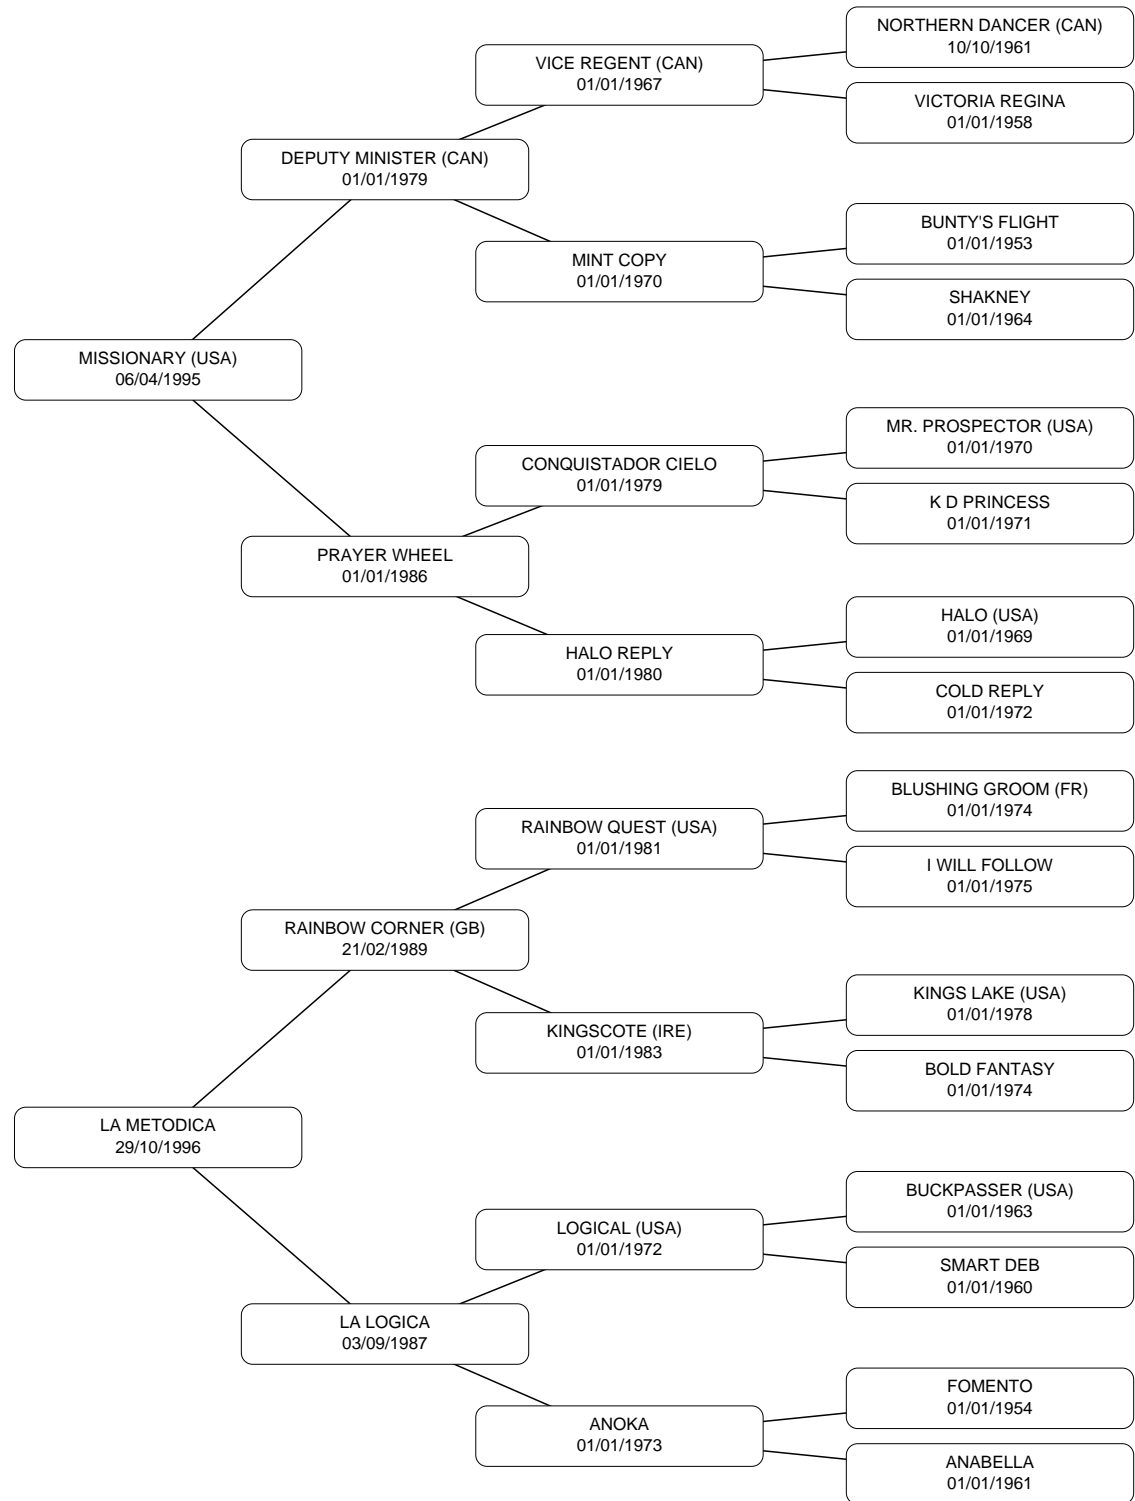 NORTHERN DANCER (CAN)
10/10/1961
VICE REGENT (CAN)
01/01/1967
VICTORIA REGINA
01/01/1958
DEPUTY MINISTER (CAN)
01/01/1979
BUNTY'S FLIGHT
01/01/1953
MINT COPY
01/01/1970
SHAKNEY
01/01/1964
MISSIONARY (USA)
06/04/1995
MR. PROSPECTOR (USA)
01/01/1970
CONQUISTADOR CIELO
01/01/1979
K D PRINCESS
01/01/1971
PRAYER WHEEL
01/01/1986
HALO (USA)
01/01/1969
HALO REPLY
01/01/1980
COLD REPLY
01/01/1972
BLUSHING GROOM (FR)
01/01/1974
RAINBOW QUEST (USA)
01/01/1981
I WILL FOLLOW
01/01/1975
RAINBOW CORNER (GB)
21/02/1989
KINGS LAKE (USA)
01/01/1978
KINGSCOTE (IRE)
01/01/1983
BOLD FANTASY
01/01/1974
LA METODICA
29/10/1996
BUCKPASSER (USA)
01/01/1963
LOGICAL (USA)
01/01/1972
SMART DEB
01/01/1960
LA LOGICA
03/09/1987
FOMENTO
01/01/1954
ANOKA
01/01/1973
ANABELLA
01/01/1961